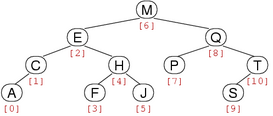 M
[6]
E Q
[2] [8]
C H P T
[1] [4] [7] [10]
A F J S
[0] [3] [5] [9]